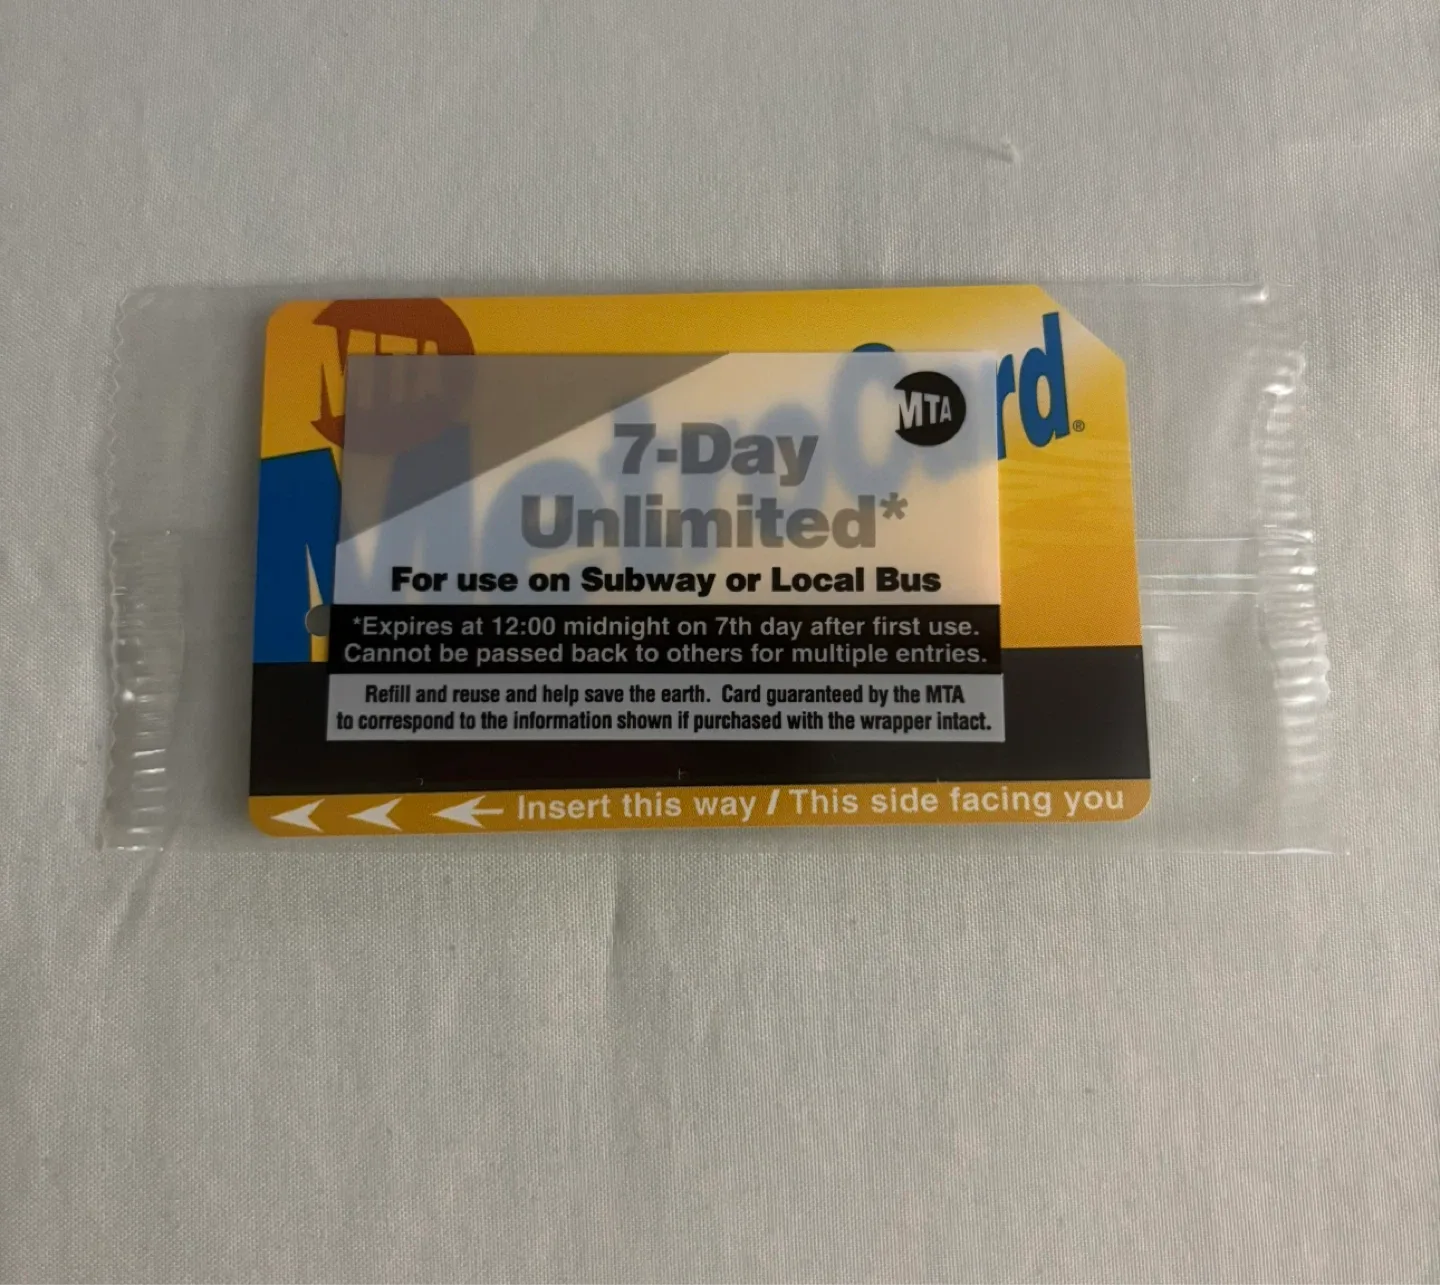 MTA
MetroCard®
MTA
7-Day
Unlimited*
For use on Subway or Local Bus
*Expires at 12:00 midnight on 7th day after first use.
Cannot be passed back to others for multiple entries.
Refill and reuse and help save the earth. Card guaranteed by the MTA
to correspond to the information shown if purchased with the wrapper intact.
Insert this way / This side facing you